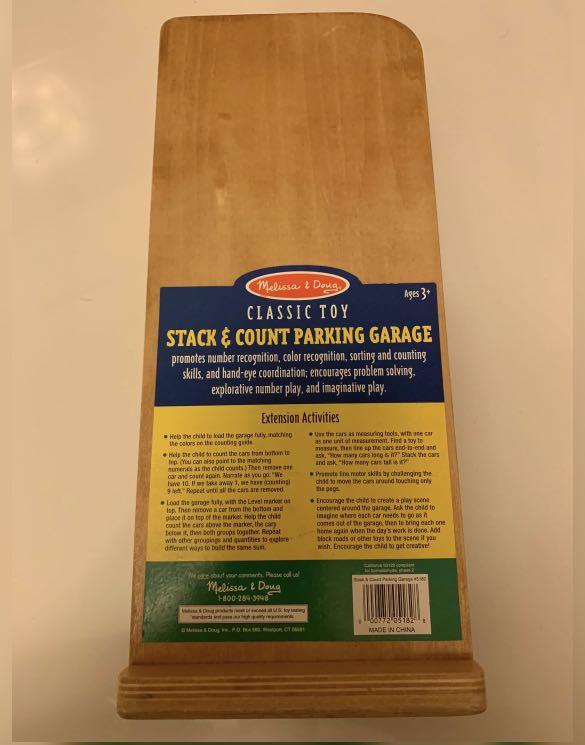 Melissa & Doug
Ages 3+
CLASSIC TOY
STACK & COUNT PARKING GARAGE
promotes number recognition, color recognition, sorting and counting
skills, and hand-eye coordination; encourages problem solving,
explorative number play, and imaginative play.
Extension Activities
• Help the child to load the garage fully, matching
the colors on the counting guide.
• Help the child to count the cars from bottom to
top. (You can also point to the matching
numerals as the child counts.) Then remove one
car and count again. Narrate as you go: "We
have 10. If we take away 1, we have (counting)
9 left." Repeat until all the cars are removed.
• Load the garage fully, with the Level marker on
top. Then remove a car from the bottom and
place it on top of the marker. Help the child
count the cars above the marker, the cars
below it, then both groups together. Repeat
with other groupings and quantities to explore
different ways to build the same sum.
• Use the cars as measuring tools, with one car
as one unit of measurement. Find a toy to
measure, then line up the cars end-to-end and
ask, "How many cars long is it?" Stack the cars
and ask, "How many cars tall is it?"
• Promote fine motor skills by challenging the
child to move the cars around touching only
the pegs.
• Encourage the child to create a play scene
centered around the garage. Ask the child to
imagine where each car needs to go as it
comes out of the garage, then to bring each one
home again when the day's work is done. Add
block roads or other toys to the scene if you
wish. Encourage the child to get creative!
We care about your comments. Please call us!
Melissa & Doug
1-800-284-3948
Melissa & Doug products meet or exceed all U.S. toy testing
standards and pass our high quality requirements.
© Melissa & Doug, Inc. P.O. Box 590, Westport, CT 06881
California 93120 compliant
for formaldehyde, phase 2
Stack & Count Parking Garage #5182
0 00772 05182 8
MADE IN CHINA